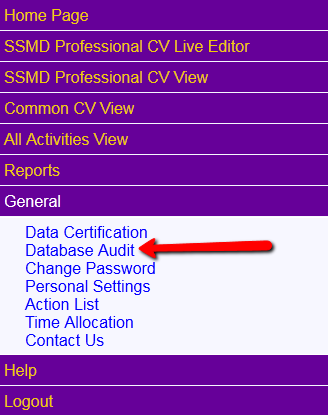 Home Page
SSMD Professional CV Live Editor
SSMD Professional CV View
Common CV View
All Activities View
Reports
General
Data Certification
Database Audit
Change Password
Personal Settings
Action List
Time Allocation
Contact Us
Help
Logout